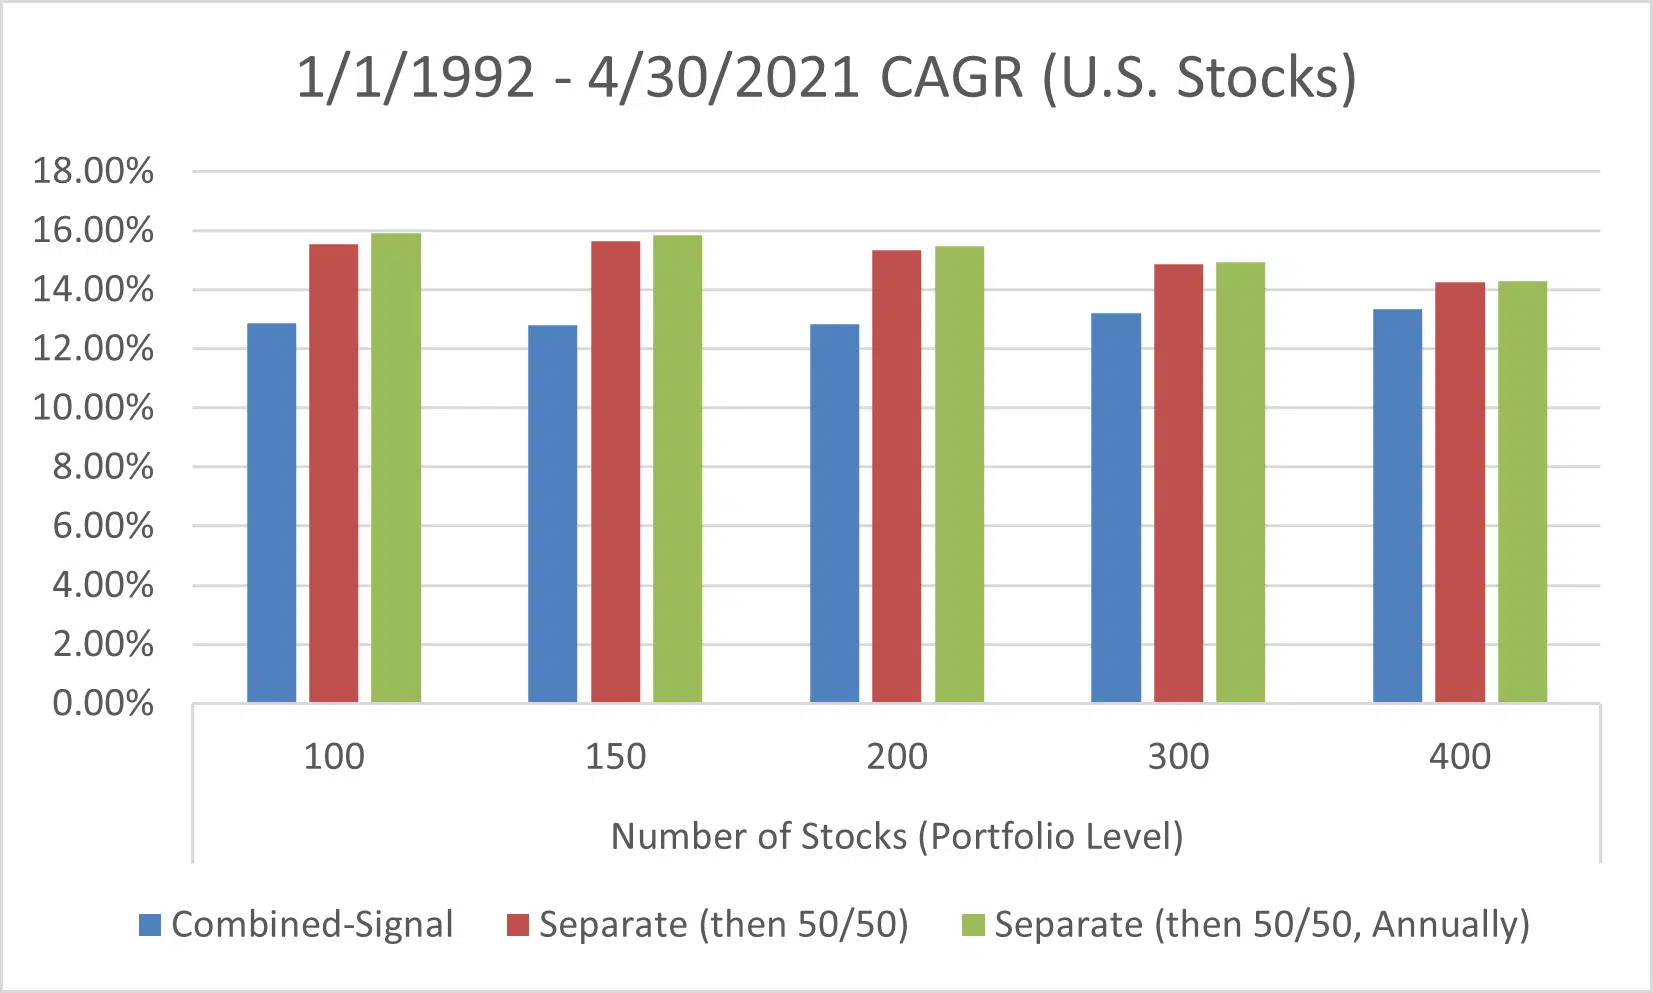 1/1/1992 - 4/30/2021 CAGR (U.S. Stocks)
18.00%
16.00%
14.00%
12.00%
10.00%
8.00%
6.00%
4.00%
2.00%
0.00%
100 150 200 300 400
Number of Stocks (Portfolio Level)
Combined-Signal Separate (then 50/50) Separate (then 50/50, Annually)